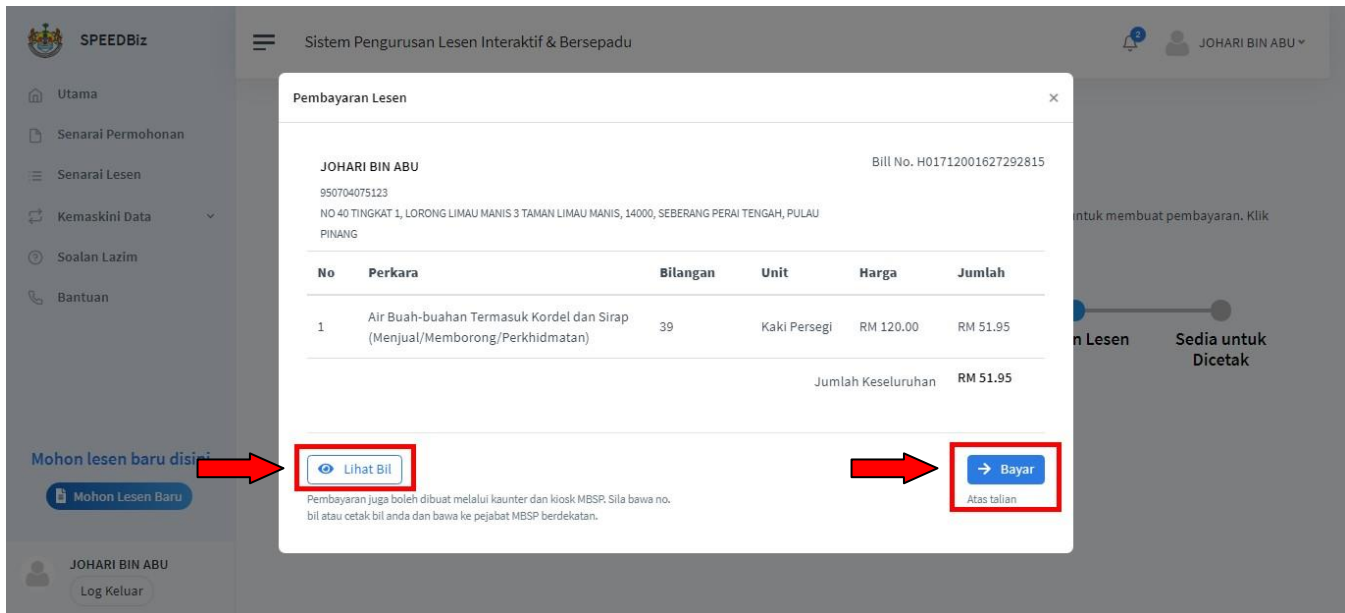 SPEEDBiz
Sistem Pengurusan Lesen Interaktif & Bersepadu
2
JOHARI BIN ABU
Utama
Senarai Permohonan
Senarai Lesen
Kemaskini Data
Soalan Lazim
Bantuan
Mohon lesen baru disini
Mohon Lesen Baru
JOHARI BIN ABU
Log Keluar
Pembayaran Lesen
×
JOHARI BIN ABU
Bill No. H01712001627292815
950704075123
NO 40 TINGKAT 1, LORONG LIMAU MANIS 3 TAMAN LIMAU MANIS, 14000, SEBERANG PERAI TENGAH, PULAU
PINANG
No Perkara Bilangan Unit Harga Jumlah
1 Air Buah-buahan Termasuk Kordel dan Sirap (Menjual/Memborong/Perkhidmatan) 39 Kaki Persegi RM 120.00 RM 51.95
Jumlah Keseluruhan RM 51.95
Lihat Bil
Bayar
Atas talian
Pembayaran juga boleh dibuat melalui kaunter dan kiosk MBSP. Sila bawa no.
bil atau cetak bil anda dan bawa ke pejabat MBSP berdekatan.
untuk membuat pembayaran. Klik
n Lesen
Sedia untuk
Dicetak